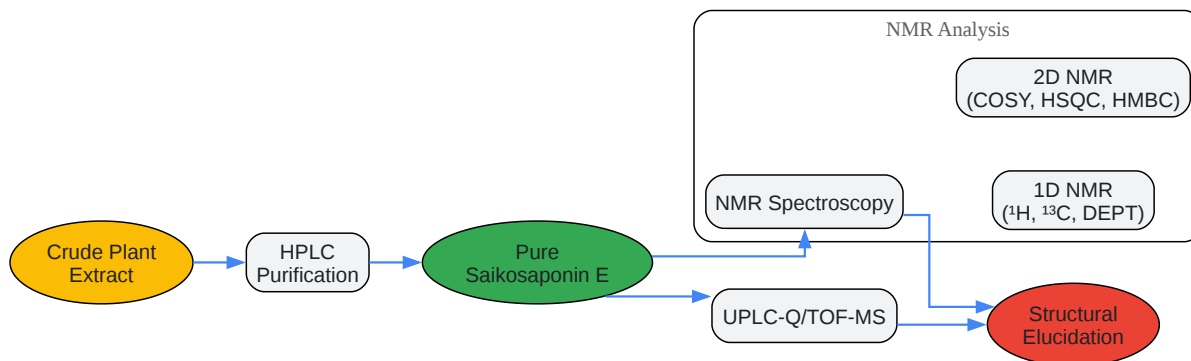 NMR Analysis
2D NMR
(COSY, HSQC, HMBC)
NMR Spectroscopy
1D NMR
(¹H, ¹³C, DEPT)
Crude Plant
Extract
HPLC
Purification
Pure
Saikosaponin E
UPLC-Q/TOF-MS
Structural
Elucidation